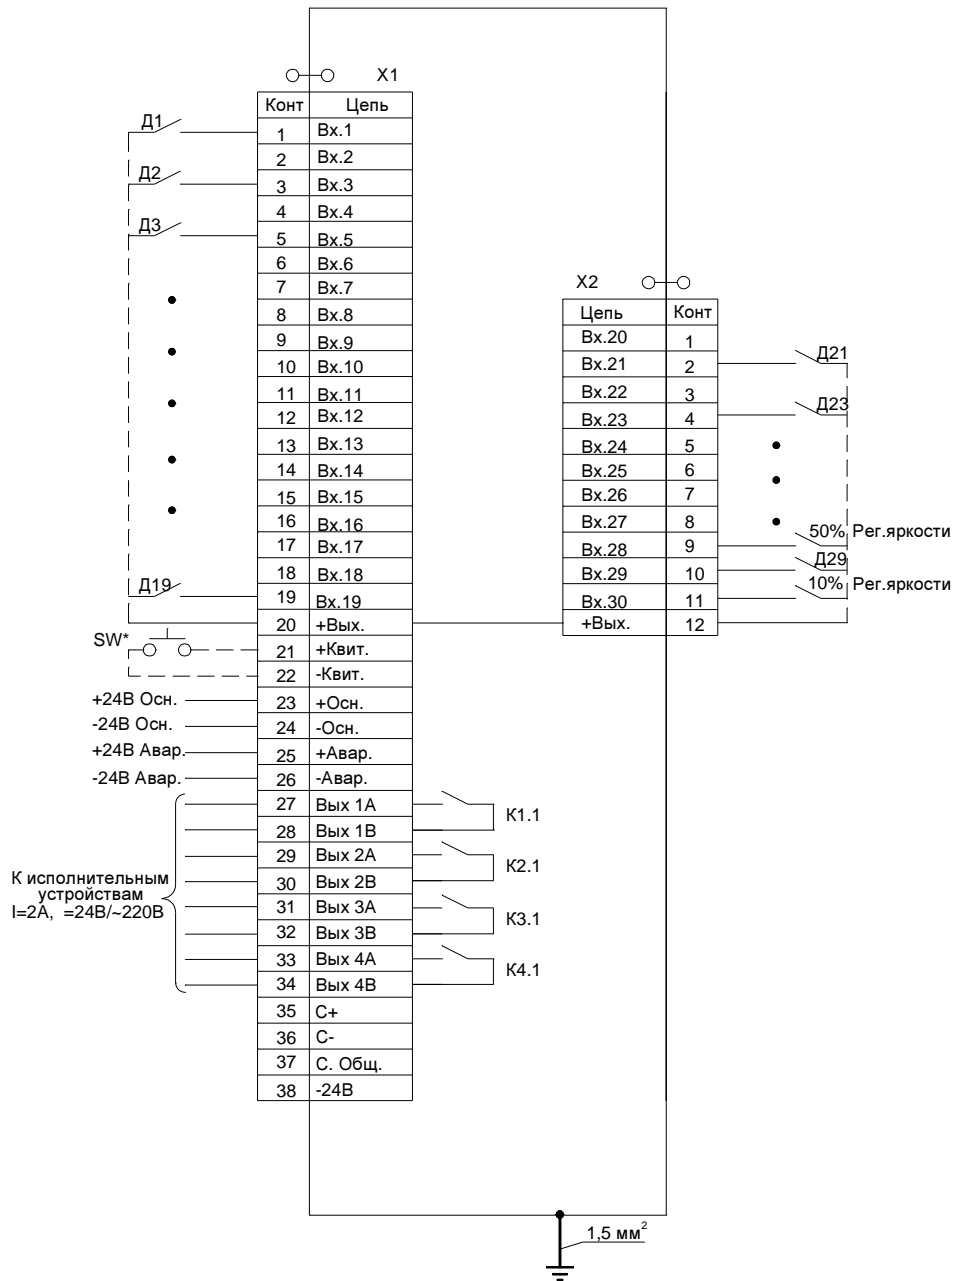 X1
Конт Цепь
Д1
1 Вх.1
2 Вх.2
Д2
3 Вх.3
4 Вх.4
Д3
5 Вх.5
6 Вх.6
7 Вх.7
8 Вх.8
9 Вх.9
10 Вх.10
11 Вх.11
12 Вх.12
13 Вх.13
14 Вх.14
15 Вх.15
16 Вх.16
17 Вх.17
18 Вх.18
Д19
19 Вх.19
20 +Вых.
SW*
21 +Квит.
22 -Квит.
+24В Осн.
23 +Осн.
-24В Осн.
24 -Осн.
+24В Авар.
25 +Авар.
-24В Авар.
26 -Авар.
27 Вых 1А
28 Вых 1В
К1.1
29 Вых 2А
30 Вых 2В
К2.1
31 Вых 3А
32 Вых 3В
К3.1
33 Вых 4А
34 Вых 4В
К4.1
К исполнительным
устройствам
I=2А, =24В/~220В
35 С+
36 С-
37 С. Общ.
38 -24В
X2
Цепь Конт
Вх.20 1
Вх.21 2
Д21
Вх.22 3
Вх.23 4
Д23
Вх.24 5
Вх.25 6
Вх.26 7
Вх.27 8
Вх.28 9
50% Рег.яркости
Вх.29 10
Д29
Вх.30 11
10% Рег.яркости
+Вых. 12
1,5 мм²